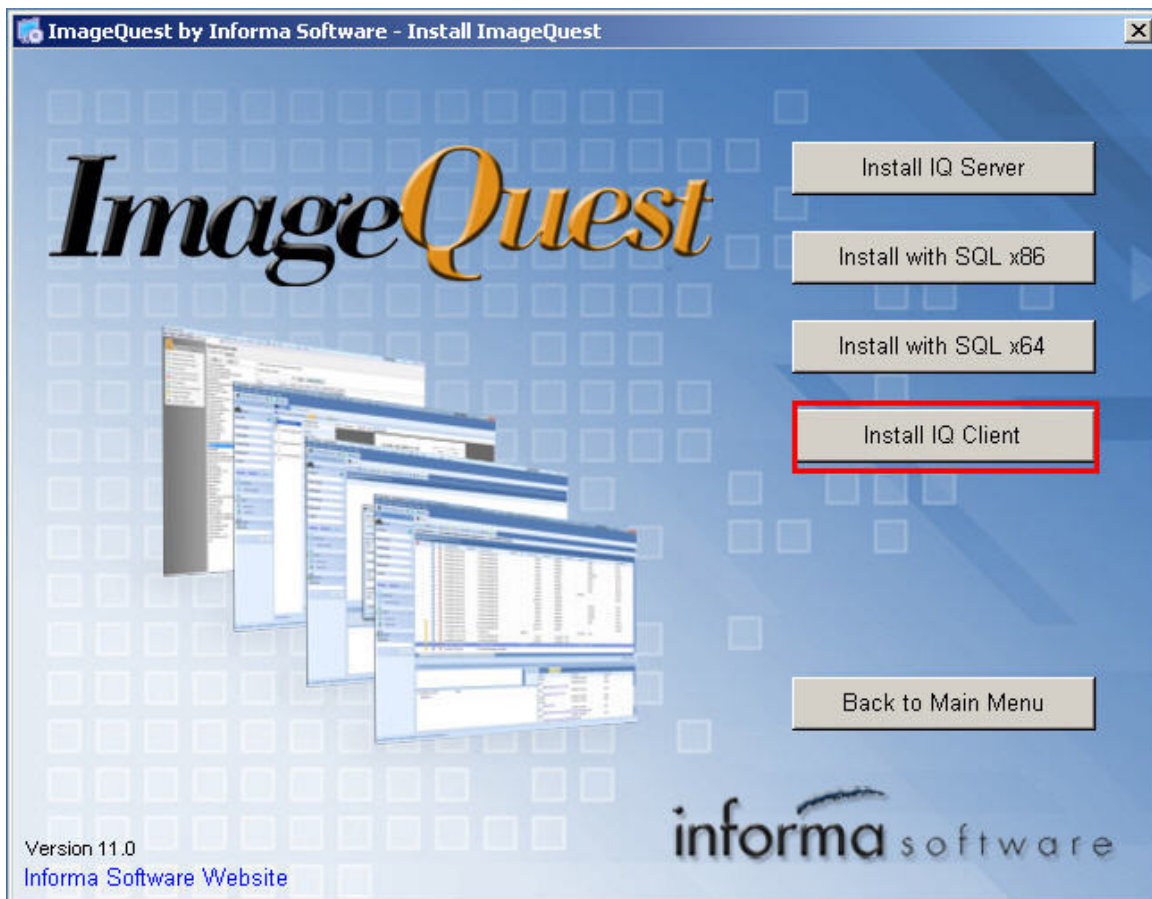 ImageQuest by Informa Software - Install ImageQuest
ImageQuest
Install IQ Server
Install with SQL x86
Install with SQL x64
Install IQ Client
Back to Main Menu
informa software
Version 11.0
Informa Software Website